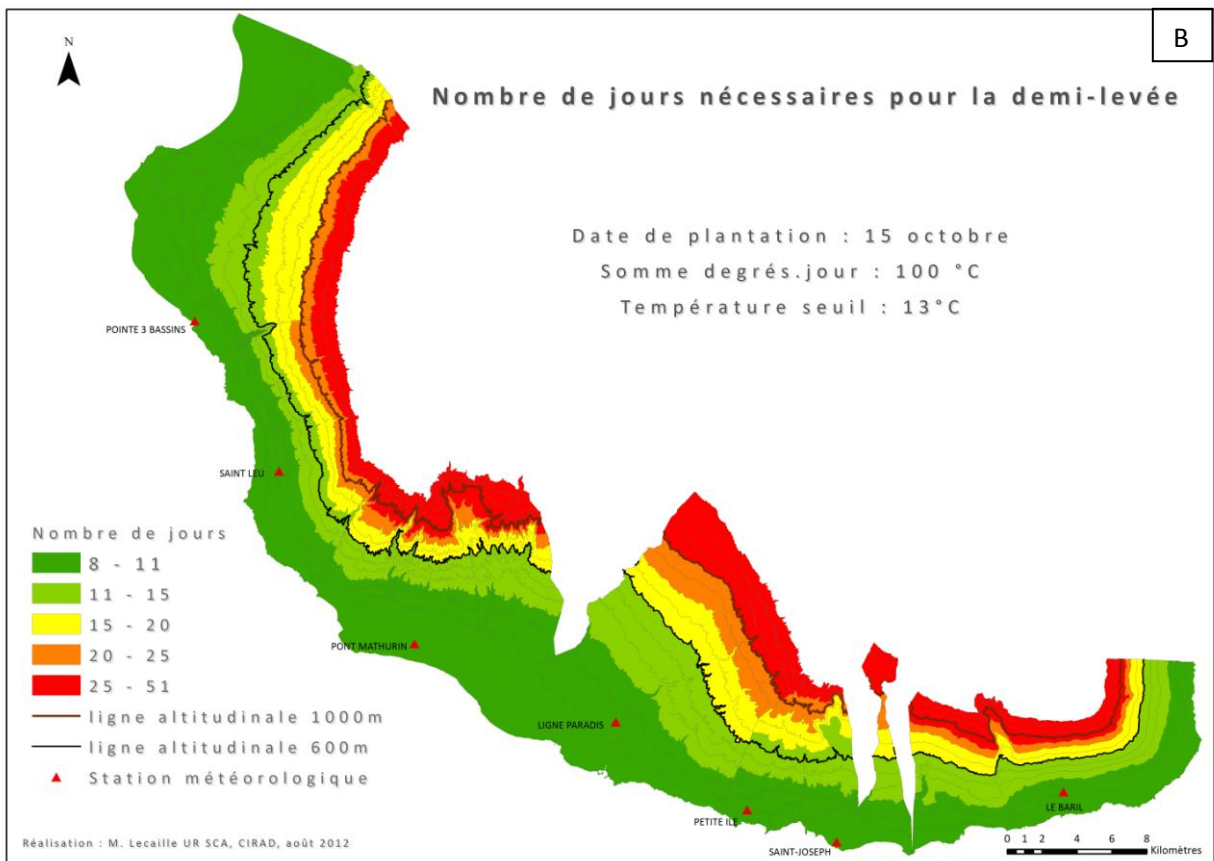 B
N
Nombre de jours nécessaires pour la demi-levée
Date de plantation : 15 octobre
Somme degrés.jour : 100 °C
Température seuil : 13°C
POINTE 3 BASSINS
SAINT LEU
PONT MATHURIN
LIGNE PARADIS
PETITE ILE
SAINT-JOSEPH
LE BARIL
Nombre de jours
8 - 11
11 - 15
15 - 20
20 - 25
25 - 51
ligne altitudinale 1000m
ligne altitudinale 600m
Station météorologique
Réalisation : M. Lecaille UR SCA, CIRAD, août 2012
0 1 2 4 6 8
Kilomètres